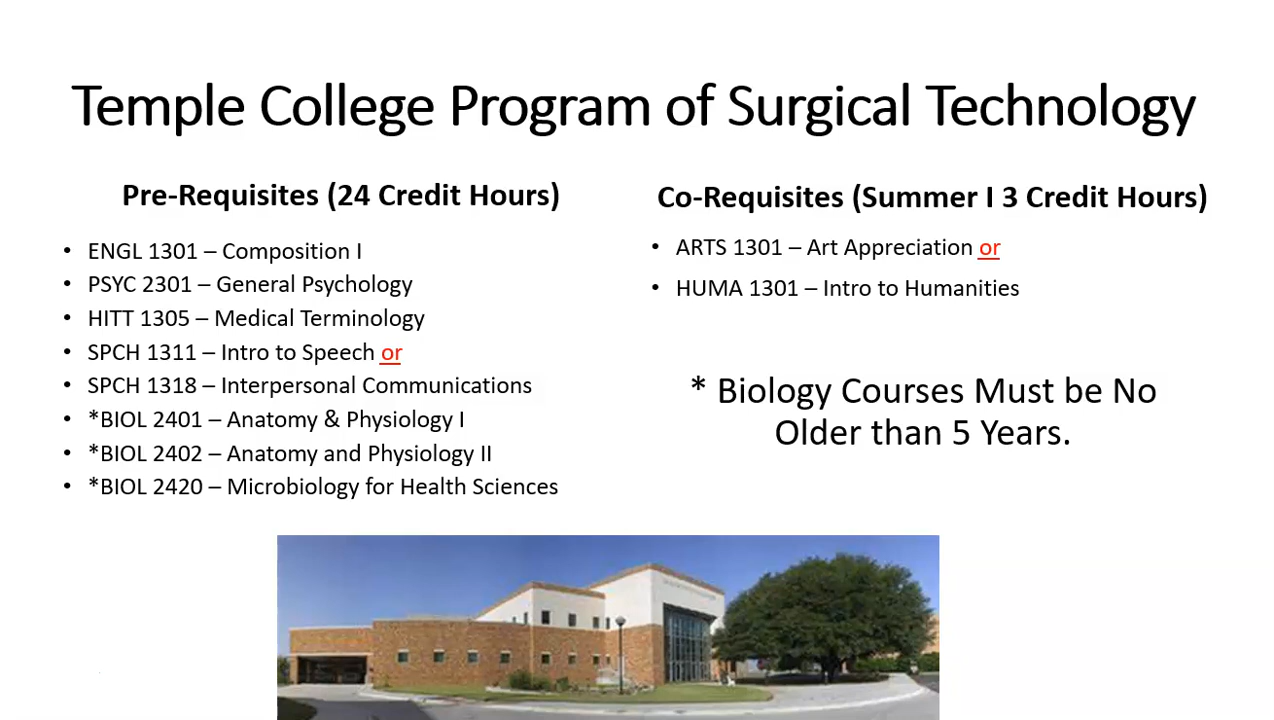 Temple College Program of Surgical Technology
Pre-Requisites (24 Credit Hours)
• ENGL 1301 – Composition I
• PSYC 2301 – General Psychology
• HITT 1305 – Medical Terminology
• SPCH 1311 – Intro to Speech or
• SPCH 1318 – Interpersonal Communications
• *BIOL 2401 – Anatomy & Physiology I
• *BIOL 2402 – Anatomy and Physiology II
• *BIOL 2420 – Microbiology for Health Sciences
Co-Requisites (Summer I 3 Credit Hours)
• ARTS 1301 – Art Appreciation or
• HUMA 1301 – Intro to Humanities
* Biology Courses Must be No
Older than 5 Years.